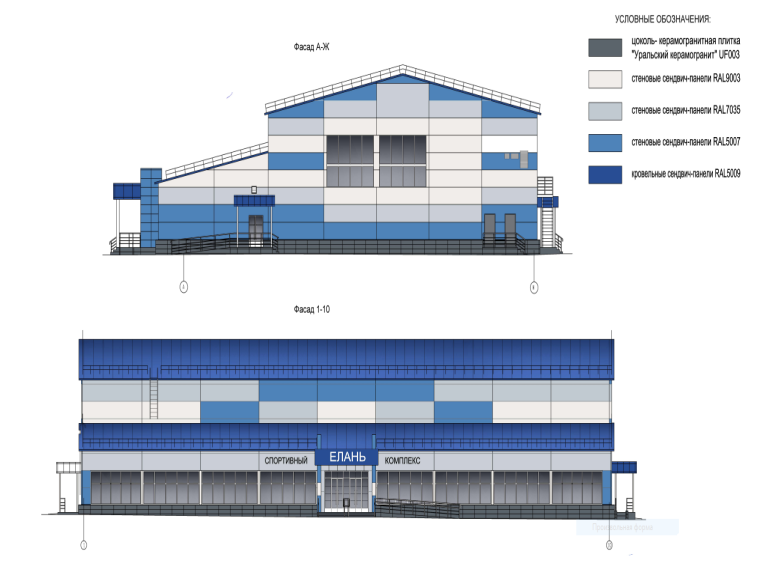 УСЛОВНЫЕ ОБОЗНАЧЕНИЯ:
цоколь- керамогранитная плитка
"Уральский керамогранит" UF003
стеновые сендвич-панели RAL9003
стеновые сендвич-панели RAL7035
стеновые сендвич-панели RAL5007
кровельные сендвич-панели RAL5009
Фасад А-Ж
А
Фасад 1-10
СПОРТИВНЫЙ ЕЛАНЬ КОМПЛЕКС